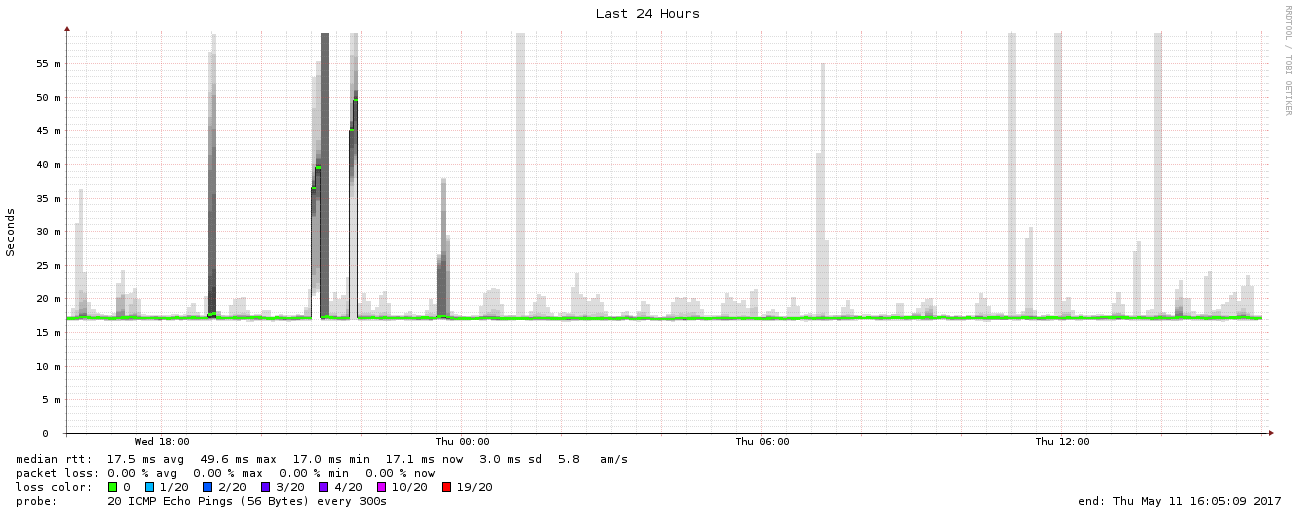 Last 24 Hours
RRDTOOL / TOBI OETIKER
Seconds
55 m
50 m
45 m
40 m
35 m
30 m
25 m
20 m
15 m
10 m
5 m
0
Wed 18:00 Thu 00:00 Thu 06:00 Thu 12:00
median rtt: 17.5 ms avg 49.6 ms max 17.0 ms min 17.1 ms now 3.0 ms sd 5.8 am/s
packet loss: 0.00 % avg 0.00 % max 0.00 % min 0.00 % now
loss color: 0 1/20 2/20 3/20 4/20 10/20 19/20
probe: 20 ICMP Echo Pings (56 Bytes) every 300s end: Thu May 11 16:05:09 2017